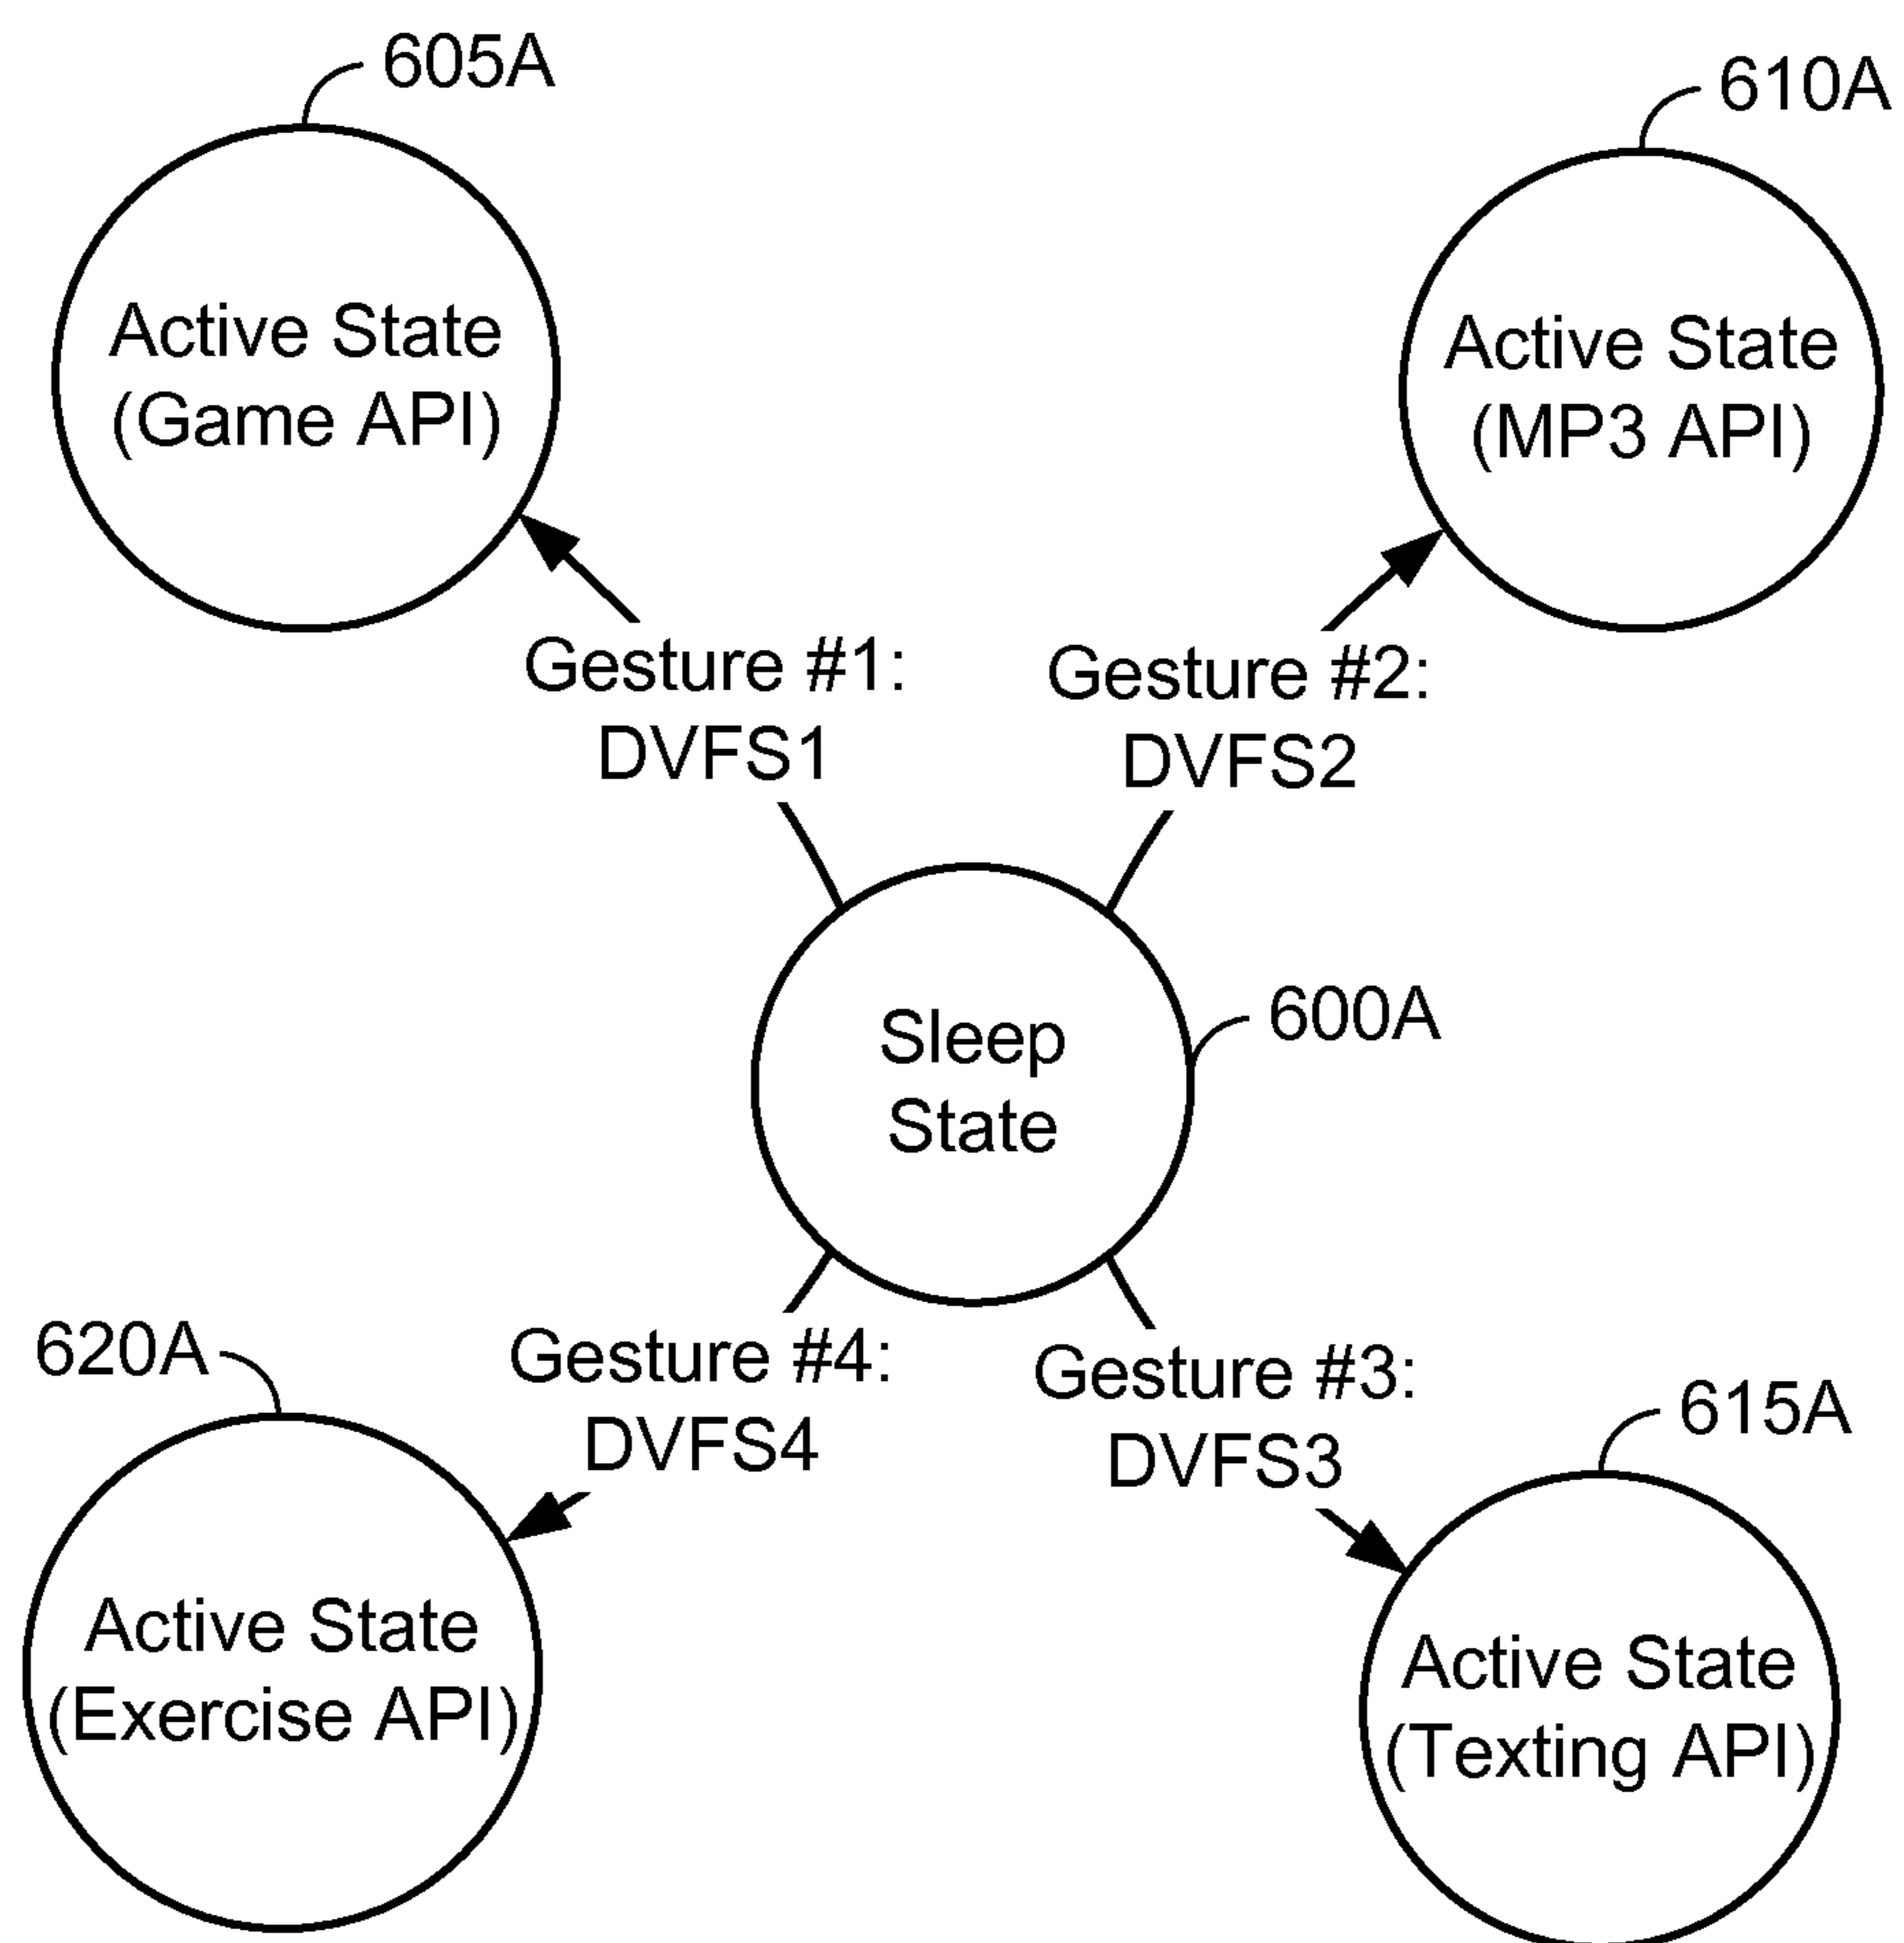 605A
610A
Active State
(Game API)
Active State
(MP3 API)
Gesture #1:
DVFS1
Gesture #2:
DVFS2
Sleep
State
600A
620A
Gesture #4:
DVFS4
Gesture #3:
DVFS3
615A
Active State
(Exercise API)
Active State
(Texting API)